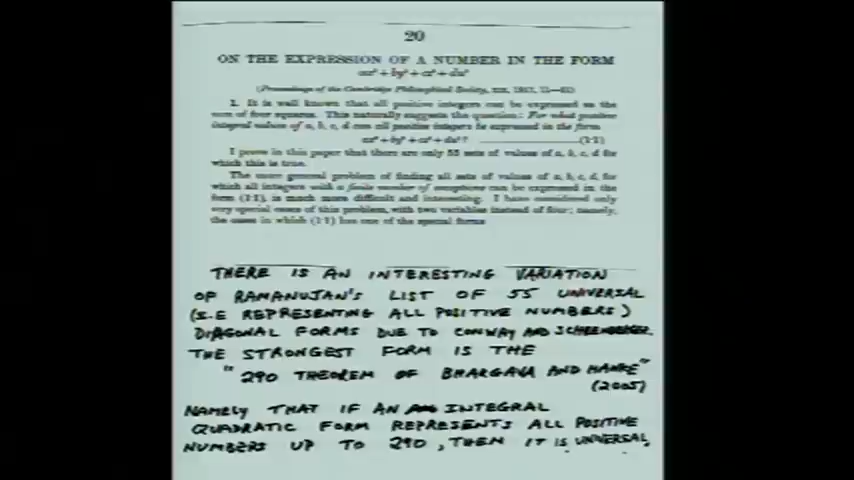 20
ON THE EXPRESSION OF A NUMBER IN THE FORM
ax² + by² + cz² + du²
(Proceedings of the Cambridge Philosophical Society, XIX, 1917, 11—21)
1. It is well known that all positive integers can be expressed as the
sum of four squares. This naturally suggests the question: For what positive
integral values of a, b, c, d can all positive integers be expressed in the form
ax² + by² + cz² + du²? (1·1)
I prove in this paper that there are only 55 sets of values of a, b, c, d for
which this is true.
The more general problem of finding all sets of values of a, b, c, d for
which all integers with a finite number of exceptions can be expressed in the
form (1·1), is much more difficult and interesting. I have considered only
very special cases of this problem, with two variables instead of four; namely,
the cases in which (1·1) has one of the special forms
THERE IS AN INTERESTING VARIATION
OF RAMANUJAN'S LIST OF 55 UNIVERSAL
(I.E REPRESENTING ALL POSITIVE NUMBERS)
DIAGONAL FORMS DUE TO CONWAY AND SCHEENBERGER.
THE STRONGEST FORM IS THE
"290 THEOREM OF BHARGAVA AND HANKE"
(2005)
NAMELY THAT IF AN INTEGRAL
QUADRATIC FORM REPRESENTS ALL POSITIVE
NUMBERS UP TO 290, THEN IT IS UNIVERSAL.